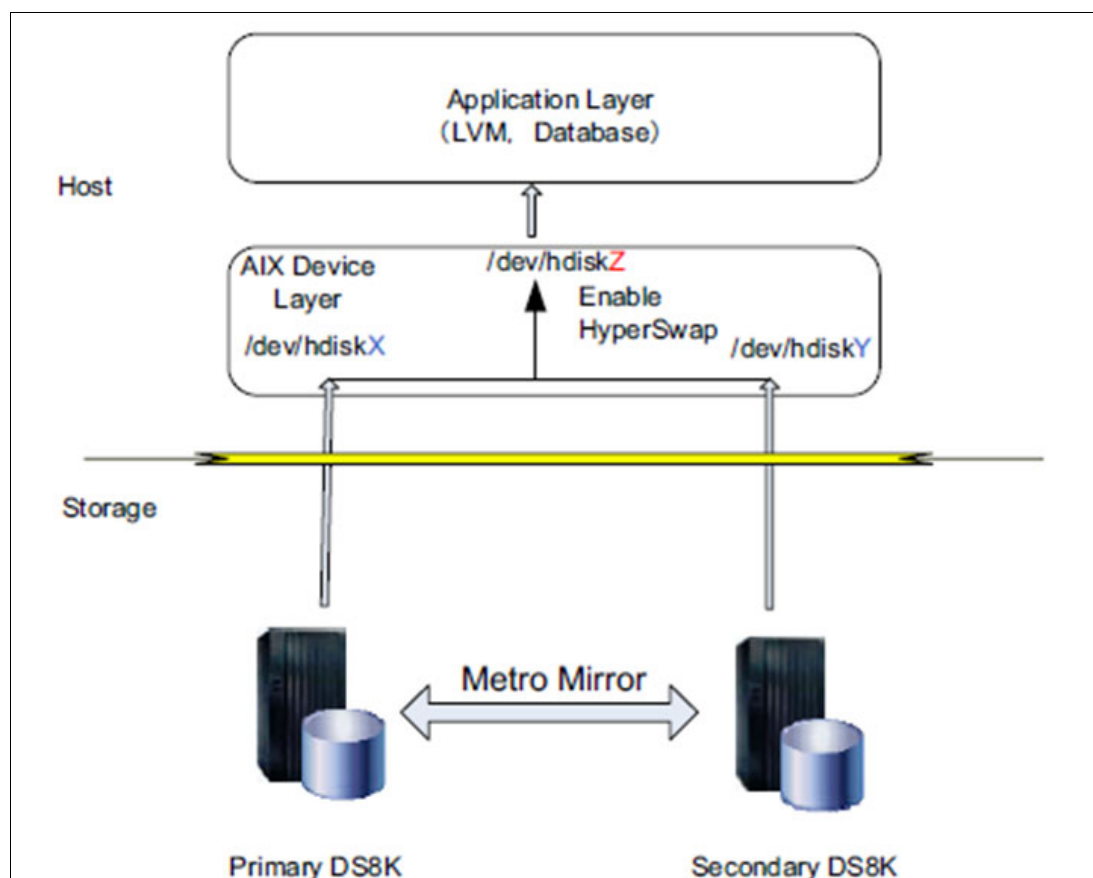 Application Layer
(LVM, Database)
Host
/dev/hdiskZ
AIX Device
Layer
Enable
HyperSwap
/dev/hdiskX
/dev/hdiskY
Storage
Metro Mirror
Primary DS8K
Secondary DS8K